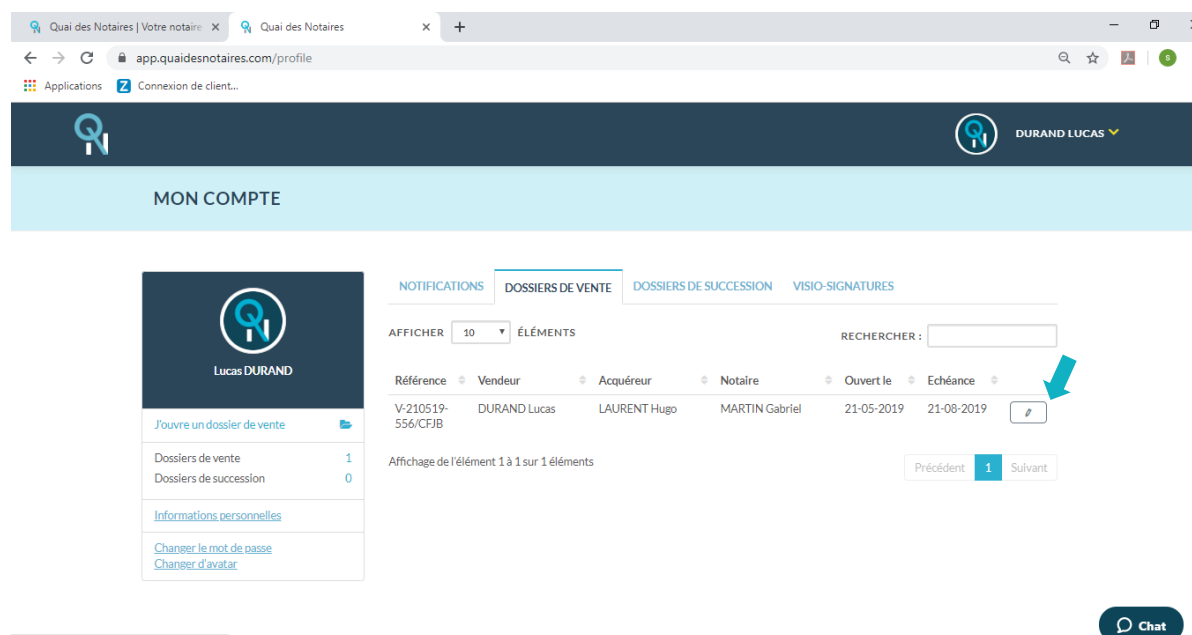 Quai des Notaires | Votre notaire
Quai des Notaires
app.quaidesnotaires.com/profile
s
Applications
Z Connexion de client...
QN
QN
DURAND LUCAS
MON COMPTE
QN
Lucas DURAND
J'ouvre un dossier de vente
Dossiers de vente 1
Dossiers de succession 0
Informations personnelles
Changer le mot de passe
Changer d'avatar
NOTIFICATIONS DOSSIERS DE VENTE DOSSIERS DE SUCCESSION VISIO-SIGNATURES
AFFICHER 10 ÉLÉMENTS RECHERCHER :
Référence Vendeur Acquéreur Notaire Ouvert le Echéance
V-210519- DURAND Lucas LAURENT Hugo MARTIN Gabriel 21-05-2019 21-08-2019
556/CFJB
Affichage de l'élément 1 à 1 sur 1 éléments
Précédent 1 Suivant
Chat